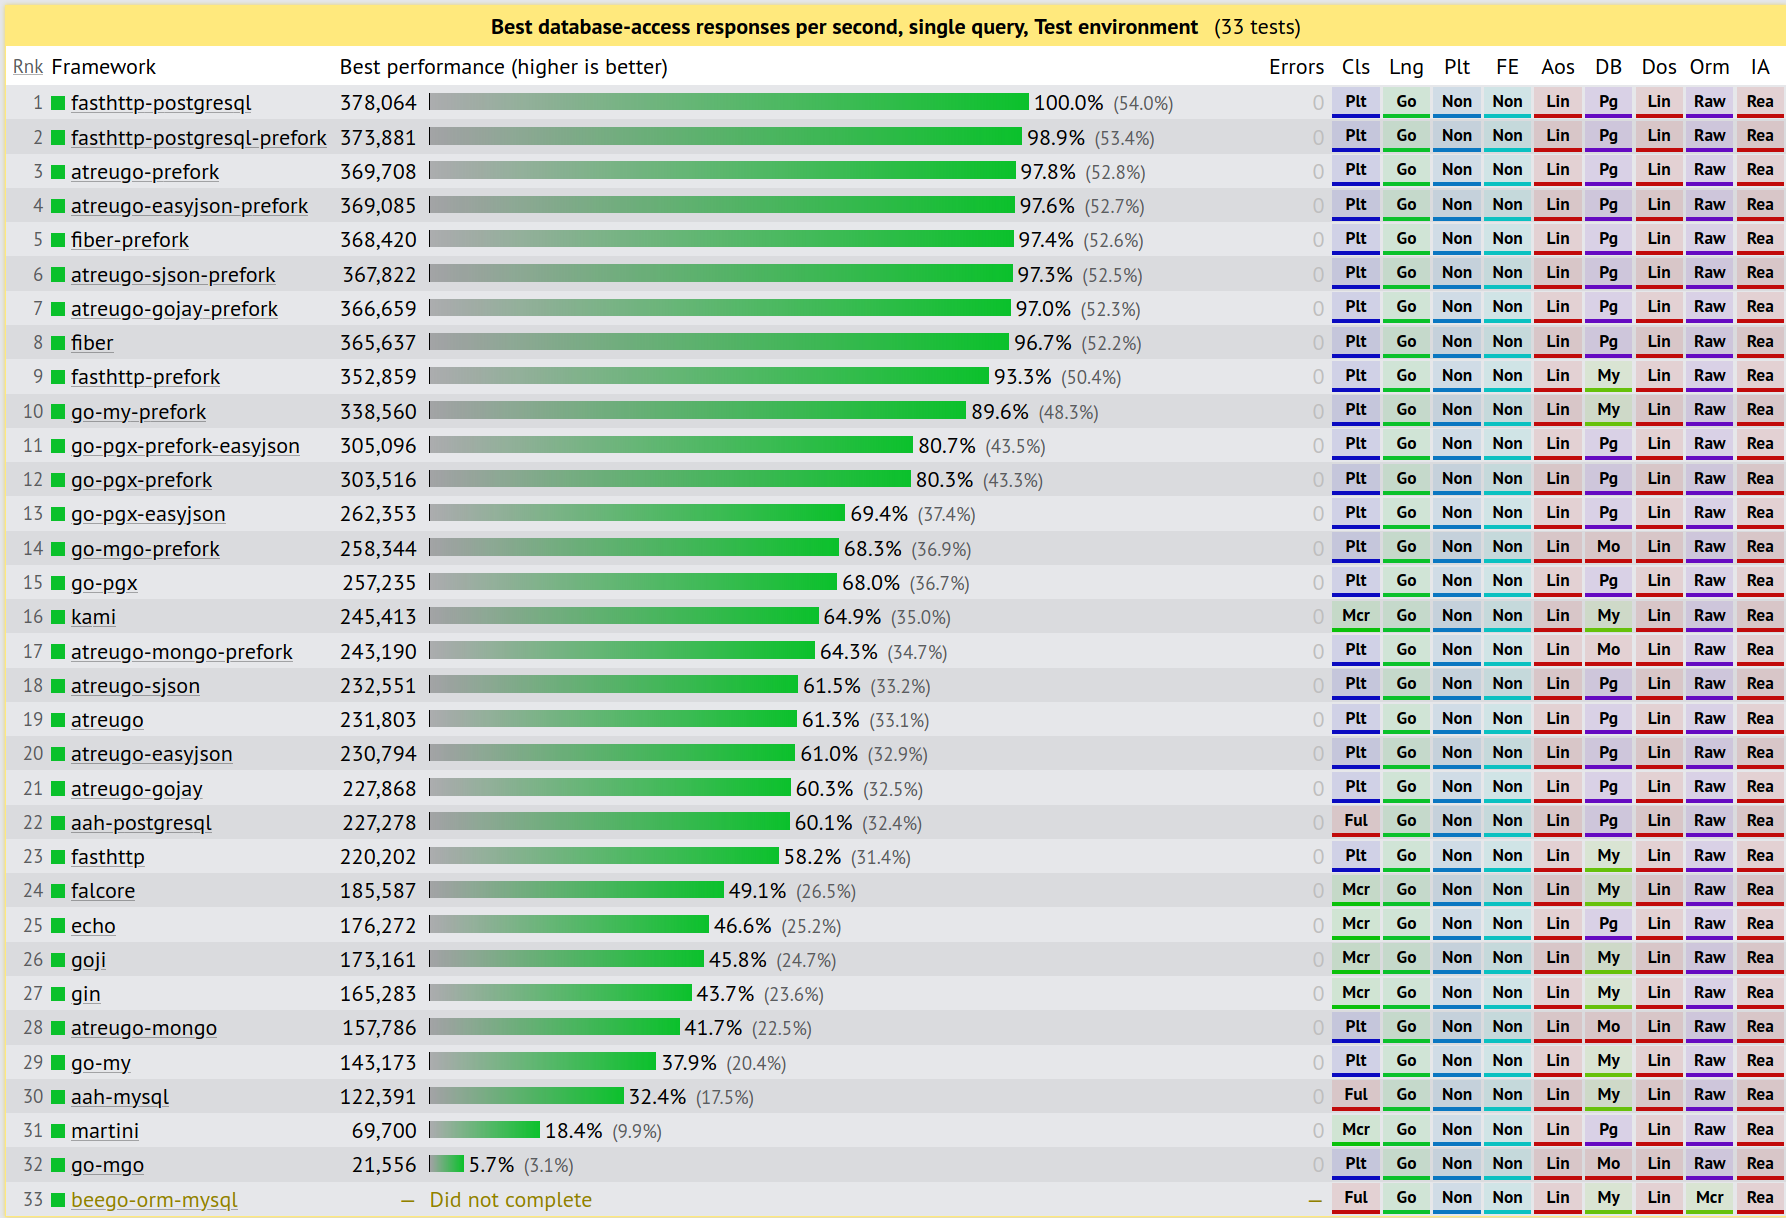 Best database-access responses per second, single query, Test environment (33 tests)
Rnk Framework Best performance (higher is better) Errors Cls Lng Plt FE Aos DB Dos Orm IA
1 fasthttp-postgresql 378,064 100.0% (54.0%) 0 Plt Go Non Non Lin Pg Lin Raw Rea
2 fasthttp-postgresql-prefork 373,881 98.9% (53.4%) 0 Plt Go Non Non Lin Pg Lin Raw Rea
3 atreugo-prefork 369,708 97.8% (52.8%) 0 Plt Go Non Non Lin Pg Lin Raw Rea
4 atreugo-easyjson-prefork 369,085 97.6% (52.7%) 0 Plt Go Non Non Lin Pg Lin Raw Rea
5 fiber-prefork 368,420 97.4% (52.6%) 0 Plt Go Non Non Lin Pg Lin Raw Rea
6 atreugo-sjson-prefork 367,822 97.3% (52.5%) 0 Plt Go Non Non Lin Pg Lin Raw Rea
7 atreugo-gojay-prefork 366,659 97.0% (52.3%) 0 Plt Go Non Non Lin Pg Lin Raw Rea
8 fiber 365,637 96.7% (52.2%) 0 Plt Go Non Non Lin Pg Lin Raw Rea
9 fasthttp-prefork 352,859 93.3% (50.4%) 0 Plt Go Non Non Lin My Lin Raw Rea
10 go-my-prefork 338,560 89.6% (48.3%) 0 Plt Go Non Non Lin My Lin Raw Rea
11 go-pgx-prefork-easyjson 305,096 80.7% (43.5%) 0 Plt Go Non Non Lin Pg Lin Raw Rea
12 go-pgx-prefork 303,516 80.3% (43.3%) 0 Plt Go Non Non Lin Pg Lin Raw Rea
13 go-pgx-easyjson 262,353 69.4% (37.4%) 0 Plt Go Non Non Lin Pg Lin Raw Rea
14 go-mgo-prefork 258,344 68.3% (36.9%) 0 Plt Go Non Non Lin Mo Lin Raw Rea
15 go-pgx 257,235 68.0% (36.7%) 0 Plt Go Non Non Lin Pg Lin Raw Rea
16 kami 245,413 64.9% (35.0%) 0 Mcr Go Non Non Lin My Lin Raw Rea
17 atreugo-mongo-prefork 243,190 64.3% (34.7%) 0 Plt Go Non Non Lin Mo Lin Raw Rea
18 atreugo-sjson 232,551 61.5% (33.2%) 0 Plt Go Non Non Lin Pg Lin Raw Rea
19 atreugo 231,803 61.3% (33.1%) 0 Plt Go Non Non Lin Pg Lin Raw Rea
20 atreugo-easyjson 230,794 61.0% (32.9%) 0 Plt Go Non Non Lin Pg Lin Raw Rea
21 atreugo-gojay 227,868 60.3% (32.5%) 0 Plt Go Non Non Lin Pg Lin Raw Rea
22 aah-postgresql 227,278 60.1% (32.4%) 0 Ful Go Non Non Lin Pg Lin Raw Rea
23 fasthttp 220,202 58.2% (31.4%) 0 Plt Go Non Non Lin My Lin Raw Rea
24 falcore 185,587 49.1% (26.5%) 0 Mcr Go Non Non Lin My Lin Raw Rea
25 echo 176,272 46.6% (25.2%) 0 Mcr Go Non Non Lin Pg Lin Raw Rea
26 goji 173,161 45.8% (24.7%) 0 Mcr Go Non Non Lin My Lin Raw Rea
27 gin 165,283 43.7% (23.6%) 0 Mcr Go Non Non Lin My Lin Raw Rea
28 atreugo-mongo 157,786 41.7% (22.5%) 0 Plt Go Non Non Lin Mo Lin Raw Rea
29 go-my 143,173 37.9% (20.4%) 0 Plt Go Non Non Lin My Lin Raw Rea
30 aah-mysql 122,391 32.4% (17.5%) 0 Ful Go Non Non Lin My Lin Raw Rea
31 martini 69,700 18.4% (9.9%) 0 Mcr Go Non Non Lin Pg Lin Raw Rea
32 go-mgo 21,556 5.7% (3.1%) 0 Plt Go Non Non Lin Mo Lin Raw Rea
33 beego-orm-mysql — Did not complete — Ful Go Non Non Lin My Lin Mcr Rea